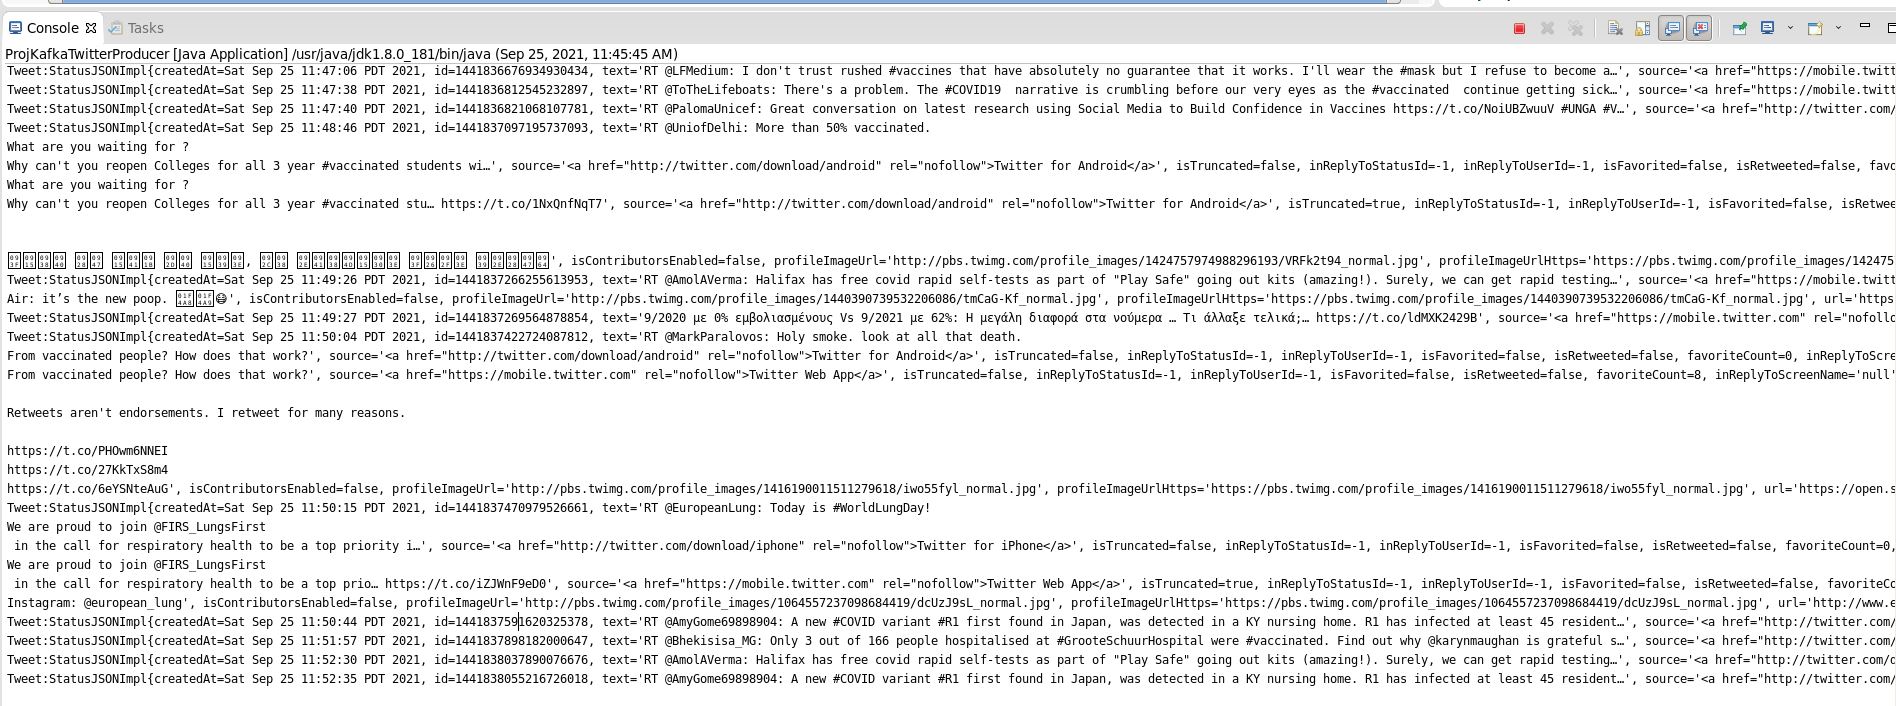 Console Tasks
ProjKafkaTwitterProducer [Java Application] /usr/java/jdk1.8.0_181/bin/java (Sep 25, 2021, 11:45:45 AM)
Tweet:StatusJSONImpl{createdAt=Sat Sep 25 11:47:06 PDT 2021, id=1441836676934930434, text='RT @LFMedium: I don't trust rushed #vaccines that have absolutely no guarantee that it works. I'll wear the #mask but I refuse to become a…', source='<a href="https://mobile.twitt
Tweet:StatusJSONImpl{createdAt=Sat Sep 25 11:47:38 PDT 2021, id=1441836812545232897, text='RT @ToTheLifeboats: There's a problem. The #COVID19  narrative is crumbling before our very eyes as the #vaccinated  continue getting sick…', source='<a href="https://mobile.twitt
Tweet:StatusJSONImpl{createdAt=Sat Sep 25 11:47:40 PDT 2021, id=1441836821068107781, text='RT @PalomaUnicef: Great conversation on latest research using Social Media to Build Confidence in Vaccines https://t.co/NoiUBZwuuV #UNGA #V…', source='<a href="http://twitter.com/
Tweet:StatusJSONImpl{createdAt=Sat Sep 25 11:48:46 PDT 2021, id=1441837097195737093, text='RT @UniofDelhi: More than 50% vaccinated.
What are you waiting for ?
Why can't you reopen Colleges for all 3 year #vaccinated students wi…', source='<a href="http://twitter.com/download/android" rel="nofollow">Twitter for Android</a>', isTruncated=false, inReplyToStatusId=-1, inReplyToUserId=-1, isFavorited=false, isRetweeted=false, favo
What are you waiting for ?
Why can't you reopen Colleges for all 3 year #vaccinated stu… https://t.co/1NxQnfNqT7', source='<a href="http://twitter.com/download/android" rel="nofollow">Twitter for Android</a>', isTruncated=true, inReplyToStatusId=-1, inReplyToUserId=-1, isFavorited=false, isRetwee
', isContributorsEnabled=false, profileImageUrl='http://pbs.twimg.com/profile_images/1424757974988296193/VRFk2t94_normal.jpg', profileImageUrlHttps='https://pbs.twimg.com/profile_images/142475
Tweet:StatusJSONImpl{createdAt=Sat Sep 25 11:49:26 PDT 2021, id=1441837266255613953, text='RT @AmolAVerma: Halifax has free covid rapid self-tests as part of "Play Safe" going out kits (amazing!). Surely, we can get rapid testing…', source='<a href="https://mobile.twitt
Air: it’s the new poop. 😷', isContributorsEnabled=false, profileImageUrl='http://pbs.twimg.com/profile_images/1440390739532206086/tmCaG-Kf_normal.jpg', profileImageUrlHttps='https://pbs.twimg.com/profile_images/1440390739532206086/tmCaG-Kf_normal.jpg', url='https
Tweet:StatusJSONImpl{createdAt=Sat Sep 25 11:49:27 PDT 2021, id=1441837269564878854, text='9/2020 με 0% εμβολιασμένους Vs 9/2021 με 62%: Η μεγάλη διαφορά στα νούμερα … Τι άλλαξε τελικά;… https://t.co/ldMXK2429B', source='<a href="https://mobile.twitter.com" rel="nofollo
Tweet:StatusJSONImpl{createdAt=Sat Sep 25 11:50:04 PDT 2021, id=1441837422724087812, text='RT @MarkParalovos: Holy smoke. look at all that death.
From vaccinated people? How does that work?', source='<a href="http://twitter.com/download/android" rel="nofollow">Twitter for Android</a>', isTruncated=false, inReplyToStatusId=-1, inReplyToUserId=-1, isFavorited=false, isRetweeted=false, favoriteCount=0, inReplyToScre
From vaccinated people? How does that work?', source='<a href="https://mobile.twitter.com" rel="nofollow">Twitter Web App</a>', isTruncated=false, inReplyToStatusId=-1, inReplyToUserId=-1, isFavorited=false, isRetweeted=false, favoriteCount=8, inReplyToScreenName='null'
Retweets aren't endorsements. I retweet for many reasons.
https://t.co/PHOwm6NNEI
https://t.co/27KkTxS8m4
https://t.co/6eYSNteAuG', isContributorsEnabled=false, profileImageUrl='http://pbs.twimg.com/profile_images/1416190011511279618/iwo55fyl_normal.jpg', profileImageUrlHttps='https://pbs.twimg.com/profile_images/1416190011511279618/iwo55fyl_normal.jpg', url='https://open.s
Tweet:StatusJSONImpl{createdAt=Sat Sep 25 11:50:15 PDT 2021, id=1441837470979526661, text='RT @EuropeanLung: Today is #WorldLungDay!
We are proud to join @FIRS_LungsFirst
in the call for respiratory health to be a top priority i…', source='<a href="http://twitter.com/download/iphone" rel="nofollow">Twitter for iPhone</a>', isTruncated=false, inReplyToStatusId=-1, inReplyToUserId=-1, isFavorited=false, isRetweeted=false, favoriteCount=0,
We are proud to join @FIRS_LungsFirst
in the call for respiratory health to be a top prio… https://t.co/iZJWnF9eD0', source='<a href="https://mobile.twitter.com" rel="nofollow">Twitter Web App</a>', isTruncated=true, inReplyToStatusId=-1, inReplyToUserId=-1, isFavorited=false, isRetweeted=false, favoriteCo
Instagram: @european_lung', isContributorsEnabled=false, profileImageUrl='http://pbs.twimg.com/profile_images/1064557237098684419/dcUzJ9sL_normal.jpg', profileImageUrlHttps='https://pbs.twimg.com/profile_images/1064557237098684419/dcUzJ9sL_normal.jpg', url='http://www.e
Tweet:StatusJSONImpl{createdAt=Sat Sep 25 11:50:44 PDT 2021, id=1441837591620325378, text='RT @AmyGome69898904: A new #COVID variant #R1 first found in Japan, was detected in a KY nursing home. R1 has infected at least 45 resident…', source='<a href="http://twitter.com/
Tweet:StatusJSONImpl{createdAt=Sat Sep 25 11:51:57 PDT 2021, id=1441837898182000647, text='RT @Bhekisisa_MG: Only 3 out of 166 people hospitalised at #GrooteSchuurHospital were #vaccinated. Find out why @karynmaughan is grateful s…', source='<a href="http://twitter.com/
Tweet:StatusJSONImpl{createdAt=Sat Sep 25 11:52:30 PDT 2021, id=1441838037890076676, text='RT @AmolAVerma: Halifax has free covid rapid self-tests as part of "Play Safe" going out kits (amazing!). Surely, we can get rapid testing…', source='<a href="http://twitter.com/d
Tweet:StatusJSONImpl{createdAt=Sat Sep 25 11:52:35 PDT 2021, id=1441838055216726018, text='RT @AmyGome69898904: A new #COVID variant #R1 first found in Japan, was detected in a KY nursing home. R1 has infected at least 45 resident…', source='<a href="http://twitter.com/